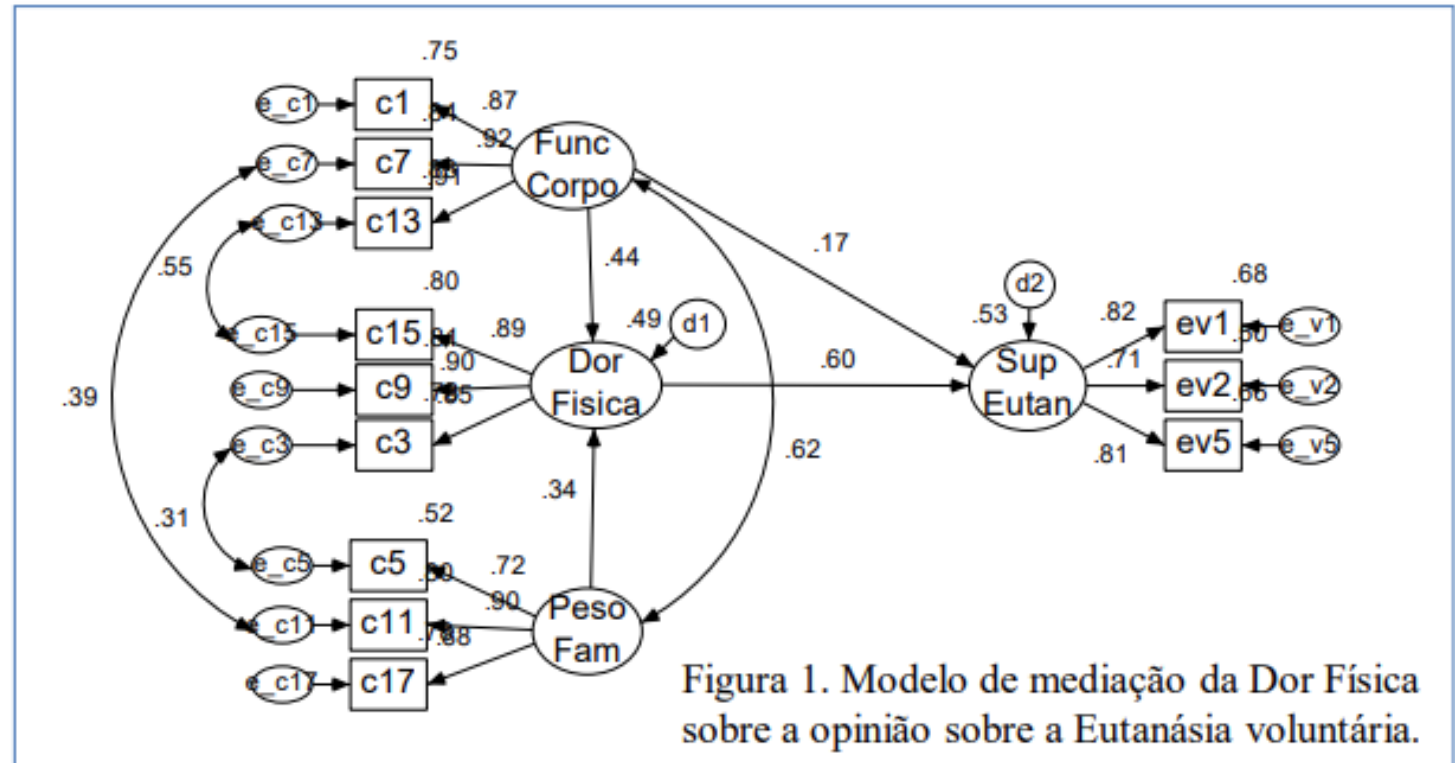 .75
e_c1
c1
.87
e_c7
c7
.92
e_c13
c13
.91
Func
Corpo
.55
.44
.17
.80
e_c15
c15
.89
.49
d1
e_c9
c9
.90
Dor
Fisica
.60
e_c3
c3
.85
.39
.53
d2
Sup
Eutan
.68
.82
ev1
e_v1
.71
ev2
e_v2
.81
ev5
e_v5
.62
.34
.31
.52
e_c5
c5
.72
e_c11
c11
.90
Peso
Fam
e_c17
c17
.88
Figura 1. Modelo de mediação da Dor Física
sobre a opinião sobre a Eutanásia voluntária.